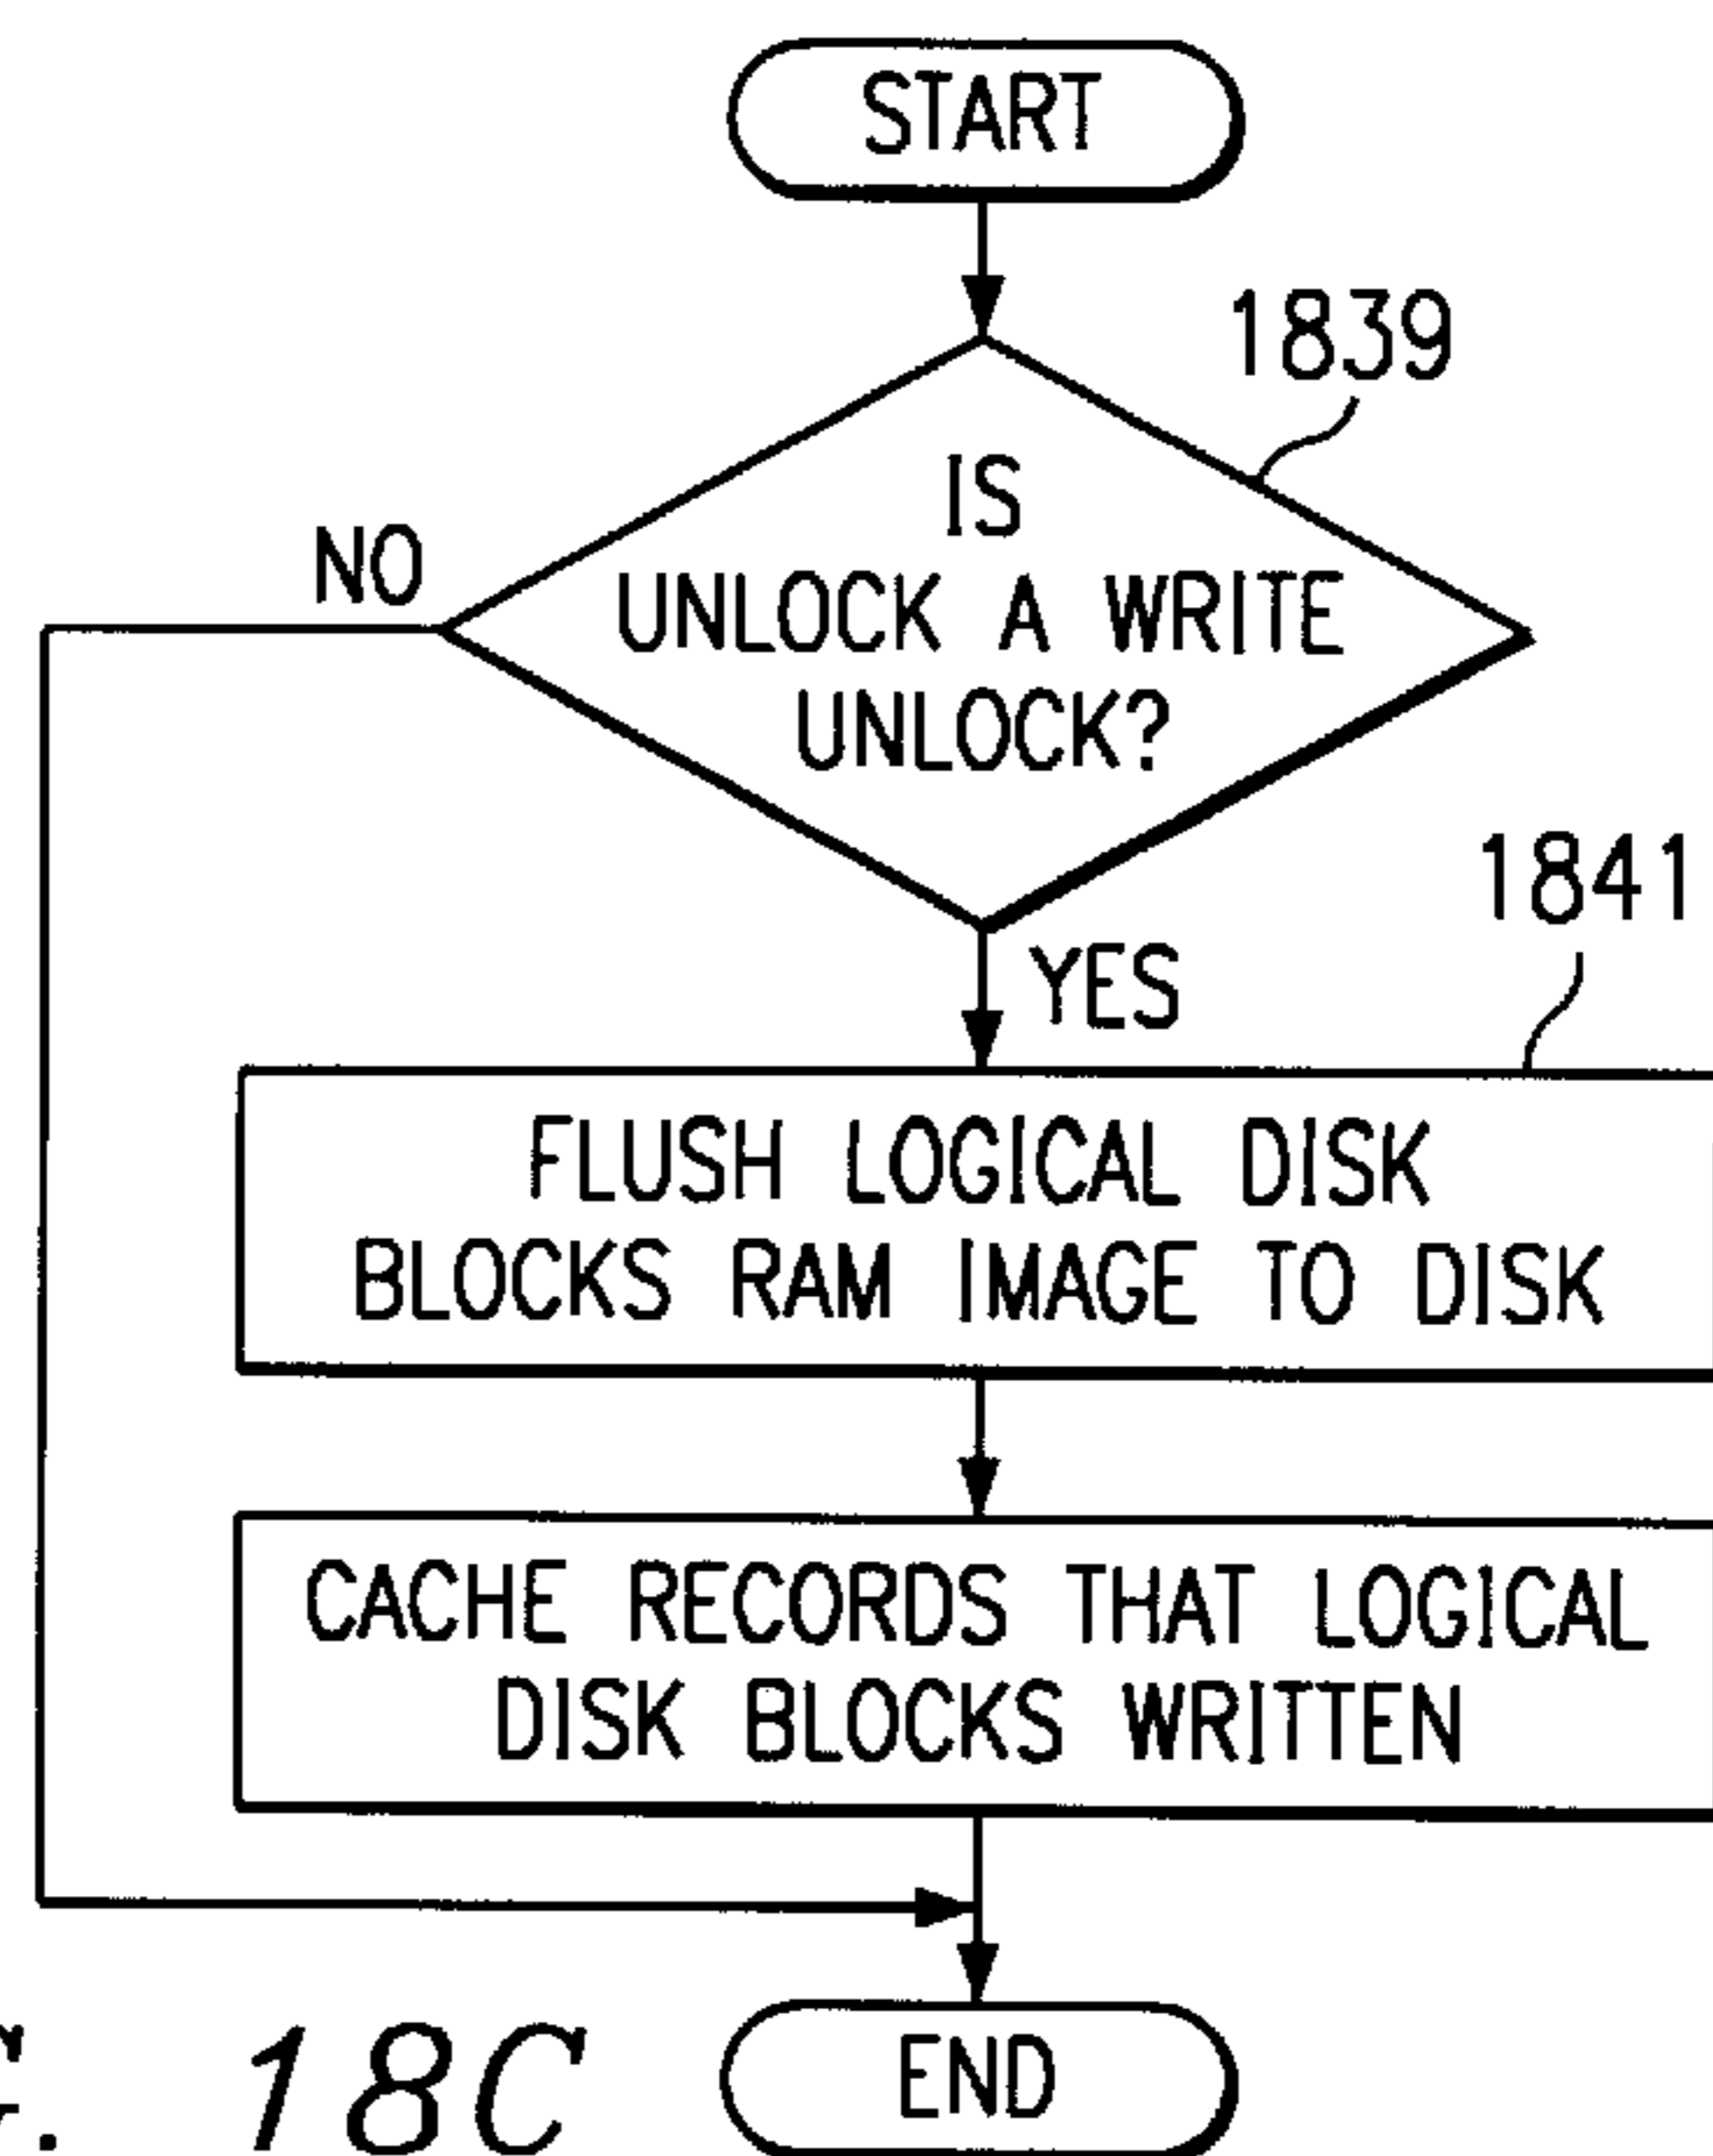 START
1839
IS
UNLOCK A WRITE
UNLOCK?
NO
YES
1841
FLUSH LOGICAL DISK
BLOCKS RAM IMAGE TO DISK
CACHE RECORDS THAT LOGICAL
DISK BLOCKS WRITTEN
END
18C